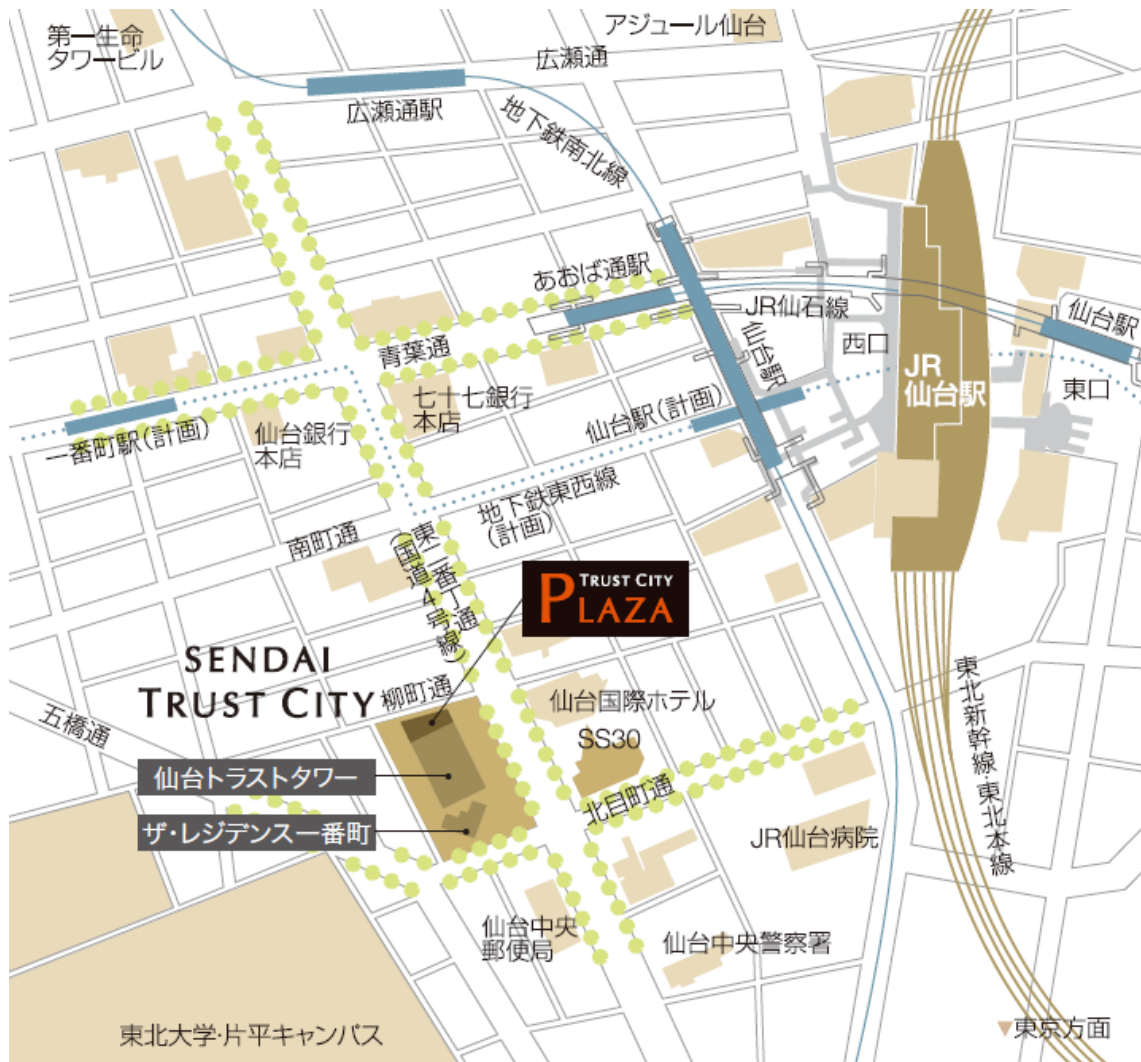 アジュール仙台
第一生命
タワービル
広瀬通
広瀬通駅
地下鉄南北線
あおば通駅
JR仙石線
仙台駅
仙台駅
西口
JR
仙台駅
東口
青葉通
七十七銀行
本店
仙台駅(計画)
一番町駅(計画)
仙台銀行
本店
地下鉄東西線
(計画)
南町通
東二番丁通
(国道4号線)
TRUST CITY
PLAZA
SENDAI
TRUST CITY
柳町通
五橋通
仙台国際ホテル
SS30
仙台トラストタワー
ザ・レジデンス一番町
北目町通
JR仙台病院
東北新幹線・東北本線
仙台中央
郵便局
仙台中央警察署
東北大学・片平キャンパス
▼東京方面